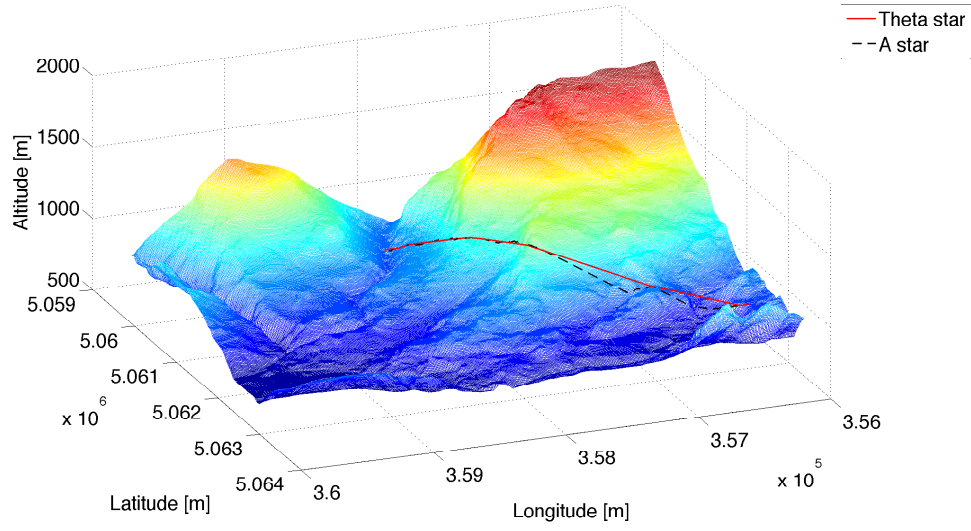 Theta star
A star
2000
1500
1000
500
Altitude [m]
5.059
5.06
5.061
5.062
5.063
5.064
x 10^6
Latitude [m]
3.6
3.59
3.58
3.57
3.56
x 10^5
Longitude [m]